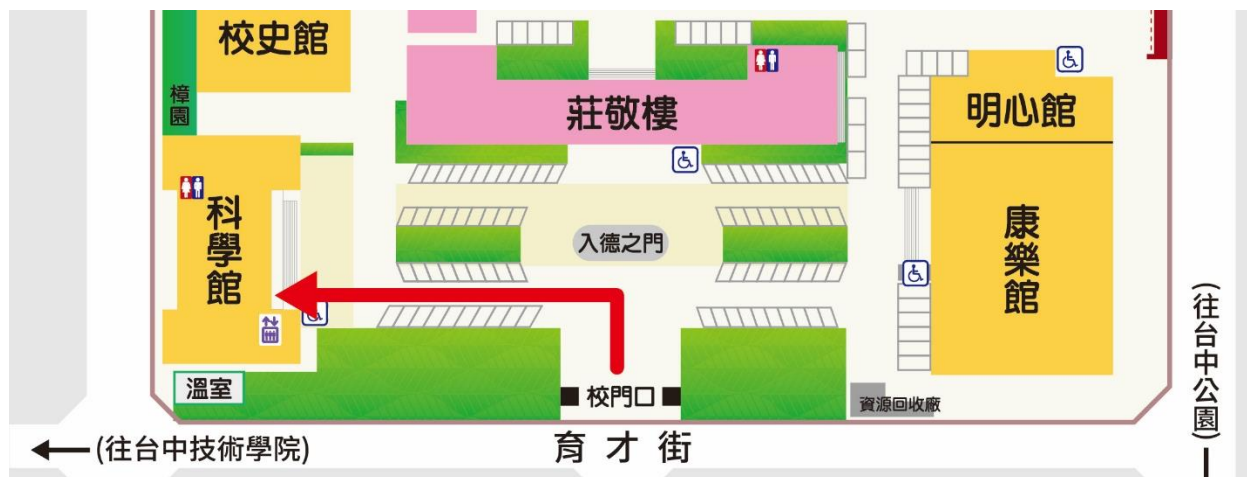 校史館
樟園
莊敬樓
明心館
科學館
入德之門
康樂館
溫室
校門口
資源回收廠
(往台中公園)
(往台中技術學院)
育才街